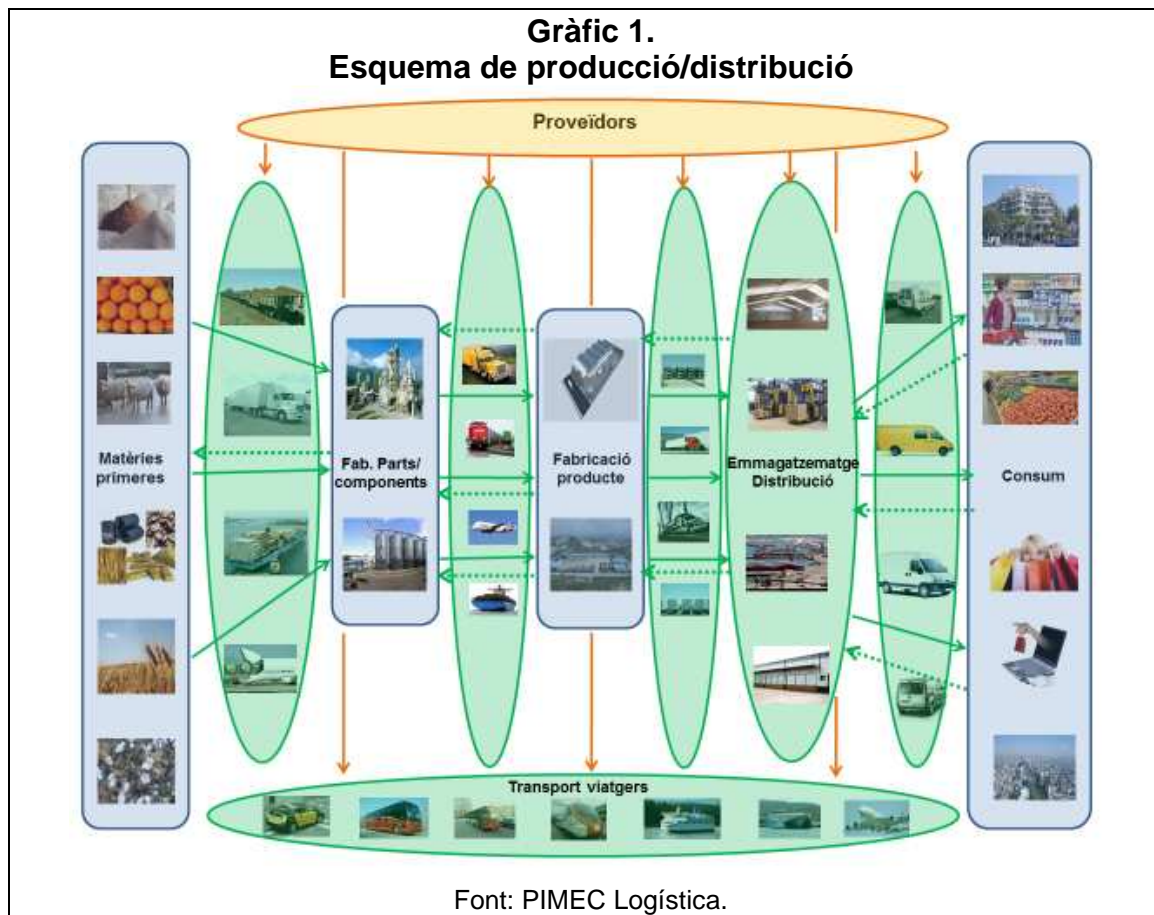 Gràfic 1.
Esquema de producció/distribució
Proveïdors
Matèries
primeres
Fab. Parts/
components
Fabricació
producte
Emmagatzematge
Distribució
Consum
Transport viatgers
Font: PIMEC Logística.